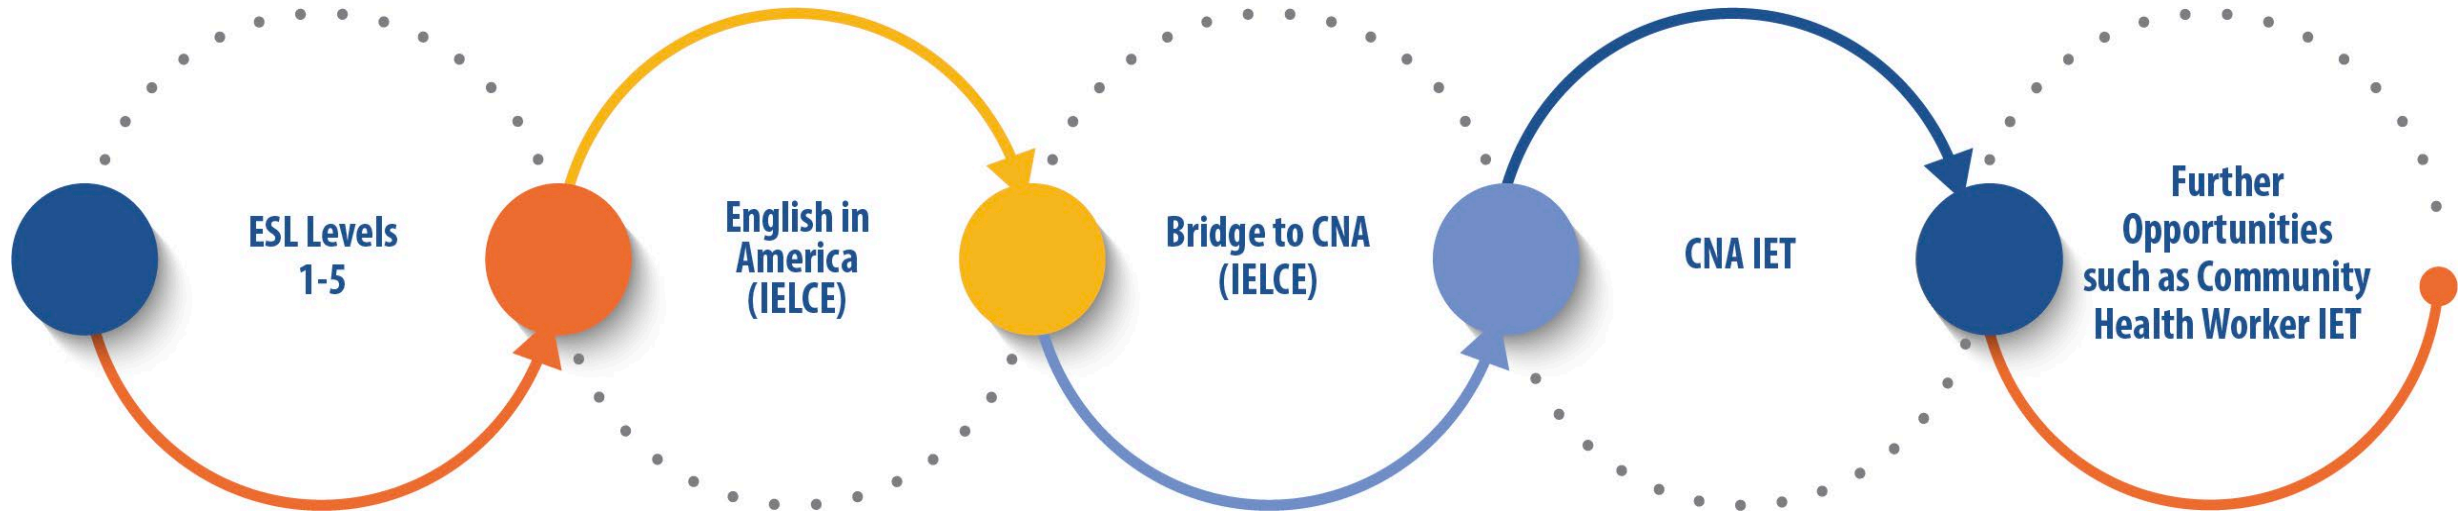 ESL Levels
1-5
English in
America
(IELCE)
Bridge to CNA
(IELCE)
CNA IET
Further
Opportunities
such as Community
Health Worker IET